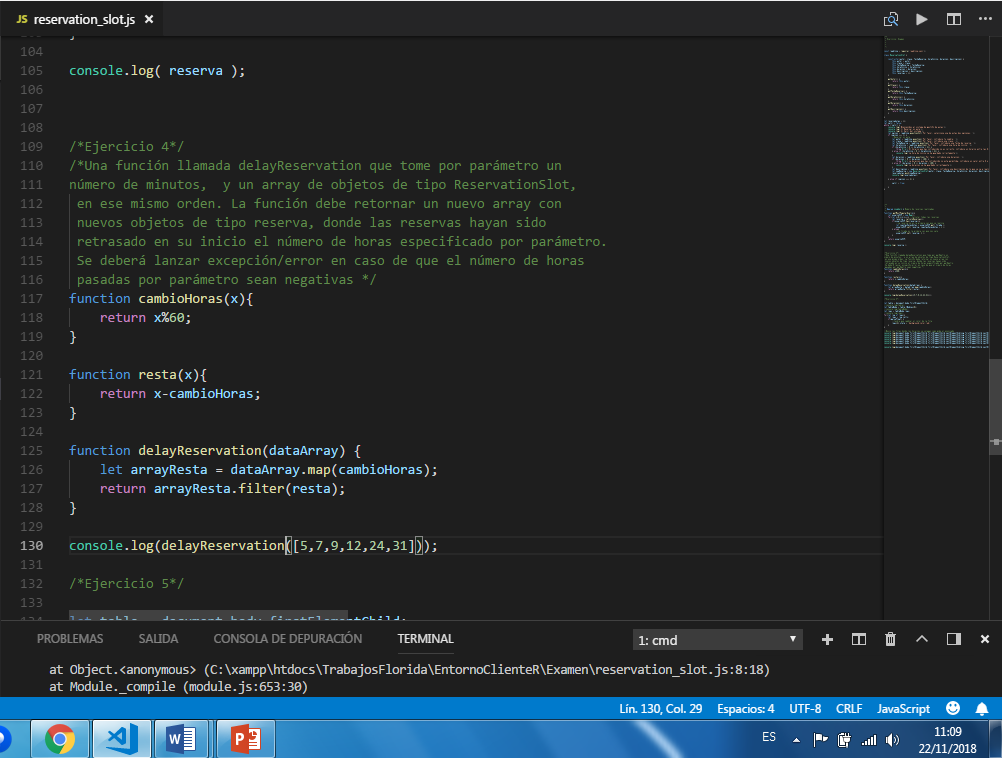 JS reservation_slot.js ×
104
105 console.log( reserva );
106
107
108
109 /*Ejercicio 4*/
110 /*Una función llamada delayReservation que tome por parámetro un
111 número de minutos,  y un array de objetos de tipo ReservationSlot,
112 en ese mismo orden. La función debe retornar un nuevo array con
113 nuevos objetos de tipo reserva, donde las reservas hayan sido
114 retrasado en su inicio el número de horas especificado por parámetro.
115 Se deberá lanzar excepción/error en caso de que el número de horas
116 pasadas por parámetro sean negativas */
117 function cambioHoras(x){
118 return x%60;
119 }
120
121 function resta(x){
122 return x-cambioHoras;
123 }
124
125 function delayReservation(dataArray) {
126 let arrayResta = dataArray.map(cambioHoras);
127 return arrayResta.filter(resta);
128 }
129
130 console.log(delayReservation([5,7,9,12,24,31]));
131
132 /*Ejercicio 5*/
133
PROBLEMAS SALIDA CONSOLA DE DEPURACIÓN TERMINAL 1: cmd
at Object.<anonymous> (C:\xampp\htdocs\TrabajosFlorida\EntornoClienteR\Examen\reservation_slot.js:8:18)
at Module._compile (module.js:653:30)
Lín. 130, Col. 29 Espacios: 4 UTF-8 CRLF JavaScript
ES
11:09
22/11/2018